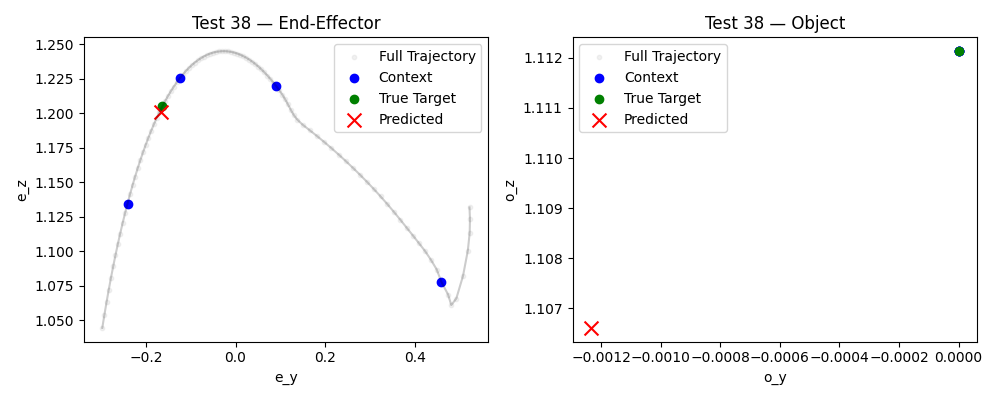 Test 38 — End-Effector
1.250
1.225
1.200
1.175
1.150
1.125
1.100
1.075
1.050
e_z
−0.2
0.0
0.2
0.4
e_y
Full Trajectory
Context
True Target
Predicted
Test 38 — Object
1.112
1.111
1.110
1.109
1.108
1.107
o_z
−0.0012
−0.0010
−0.0008
−0.0006
−0.0004
−0.0002
0.0000
o_y
Full Trajectory
Context
True Target
Predicted